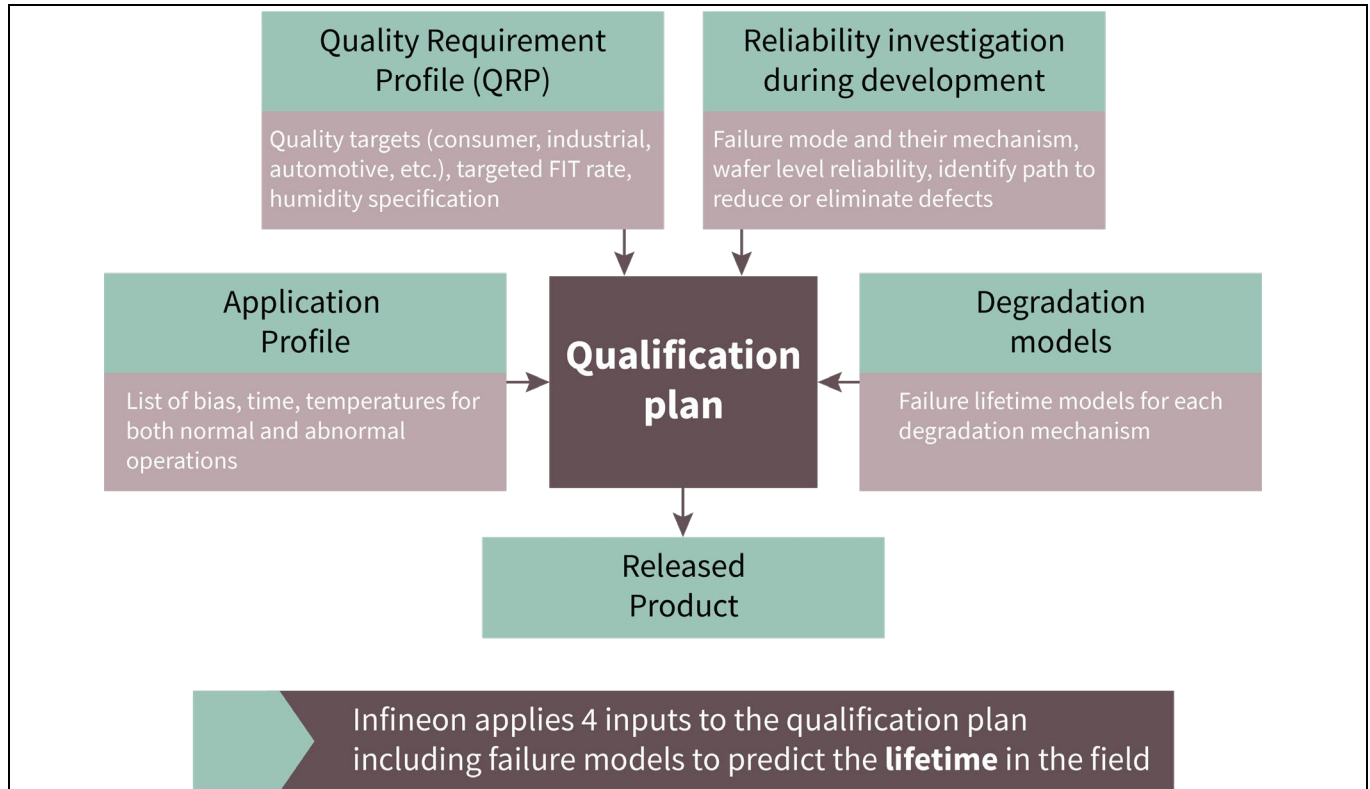 Quality Requirement
Profile (QRP)
Quality targets (consumer, industrial,
automotive, etc.), targeted FIT rate,
humidity specification
Reliability investigation
during development
Failure mode and their mechanism,
wafer level reliability, identify path to
reduce or eliminate defects
Application
Profile
List of bias, time, temperatures for
both normal and abnormal
operations
Qualification
plan
Degradation
models
Failure lifetime models for each
degradation mechanism
Released
Product
Infineon applies 4 inputs to the qualification plan
including failure models to predict the lifetime in the field